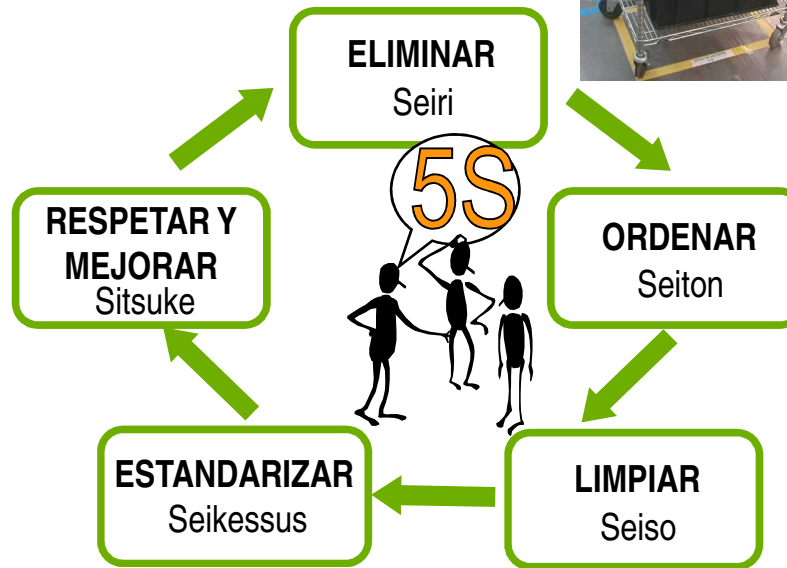 ELIMINAR
Seiri
5S
RESPETAR Y
MEJORAR
Sitsuke
ORDENAR
Seiton
ESTANDARIZAR
Seikessus
LIMPIAR
Seiso